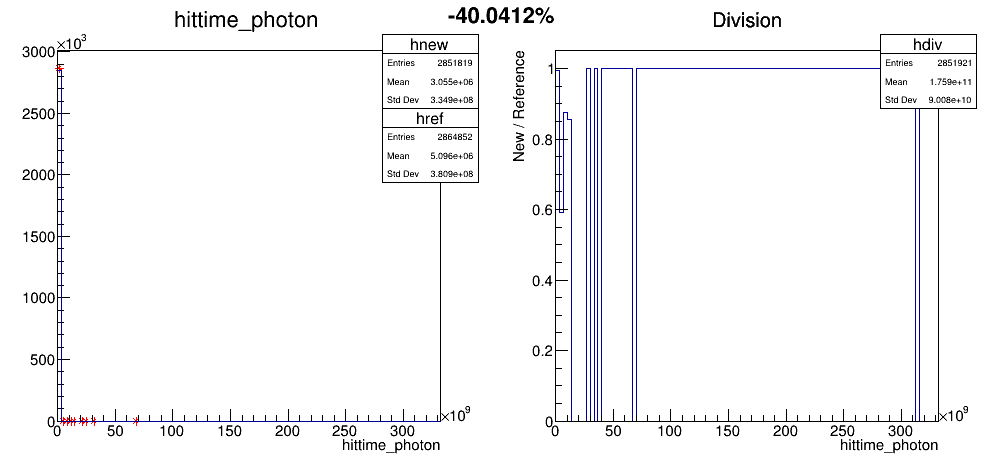 -40.0412%
hittime_photon
×10³
3000
2500
2000
1500
1000
500
0
0 50 100 150 200 250 300
×10⁹
hittime_photon
hnew
Entries 2851819
Mean 3.055e+06
Std Dev 3.349e+08
href
Entries 2864852
Mean 5.096e+06
Std Dev 3.809e+08
Division
New / Reference
1
0.8
0.6
0.4
0.2
0
0 50 100 150 200 250 300
×10⁹
hittime_photon
hdiv
Entries 2851921
Mean 1.759e+11
Std Dev 9.008e+10